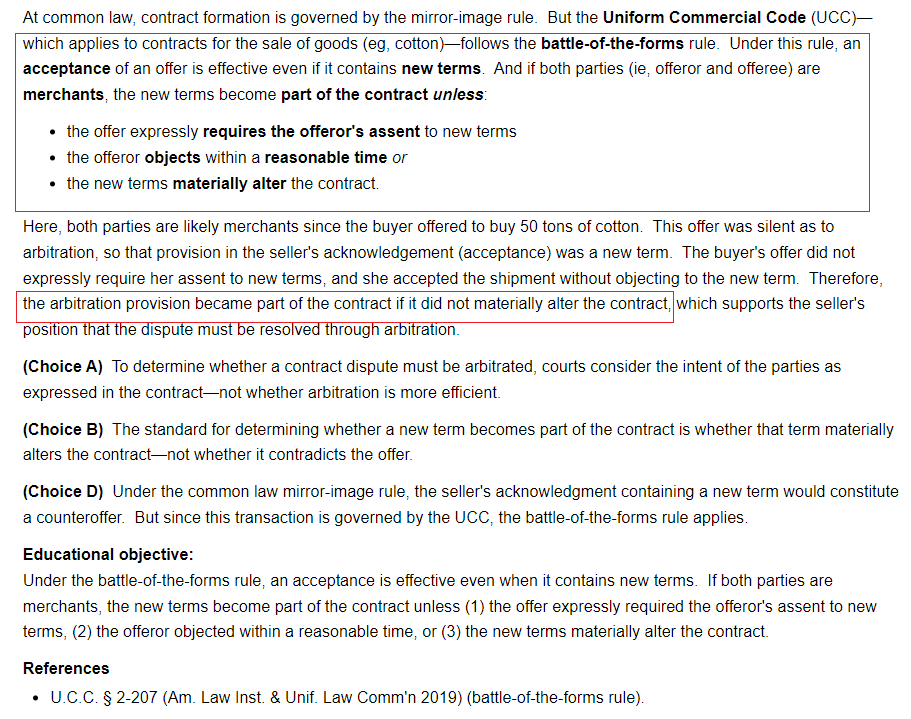 At common law, contract formation is governed by the mirror-image rule.  But the Uniform Commercial Code (UCC)—
which applies to contracts for the sale of goods (eg, cotton)—follows the battle-of-the-forms rule.  Under this rule, an
acceptance of an offer is effective even if it contains new terms.  And if both parties (ie, offeror and offeree) are
merchants, the new terms become part of the contract unless:
• the offer expressly requires the offeror's assent to new terms
• the offeror objects within a reasonable time or
• the new terms materially alter the contract.
Here, both parties are likely merchants since the buyer offered to buy 50 tons of cotton.  This offer was silent as to
arbitration, so that provision in the seller's acknowledgement (acceptance) was a new term.  The buyer's offer did not
expressly require her assent to new terms, and she accepted the shipment without objecting to the new term.  Therefore,
the arbitration provision became part of the contract if it did not materially alter the contract, which supports the seller's
position that the dispute must be resolved through arbitration.
(Choice A)  To determine whether a contract dispute must be arbitrated, courts consider the intent of the parties as
expressed in the contract—not whether arbitration is more efficient.
(Choice B)  The standard for determining whether a new term becomes part of the contract is whether that term materially
alters the contract—not whether it contradicts the offer.
(Choice D)  Under the common law mirror-image rule, the seller's acknowledgment containing a new term would constitute
a counteroffer.  But since this transaction is governed by the UCC, the battle-of-the-forms rule applies.
Educational objective:
Under the battle-of-the-forms rule, an acceptance is effective even when it contains new terms.  If both parties are
merchants, the new terms become part of the contract unless (1) the offer expressly required the offeror's assent to new
terms, (2) the offeror objected within a reasonable time, or (3) the new terms materially alter the contract.
References
• U.C.C. § 2-207 (Am. Law Inst. & Unif. Law Comm'n 2019) (battle-of-the-forms rule).